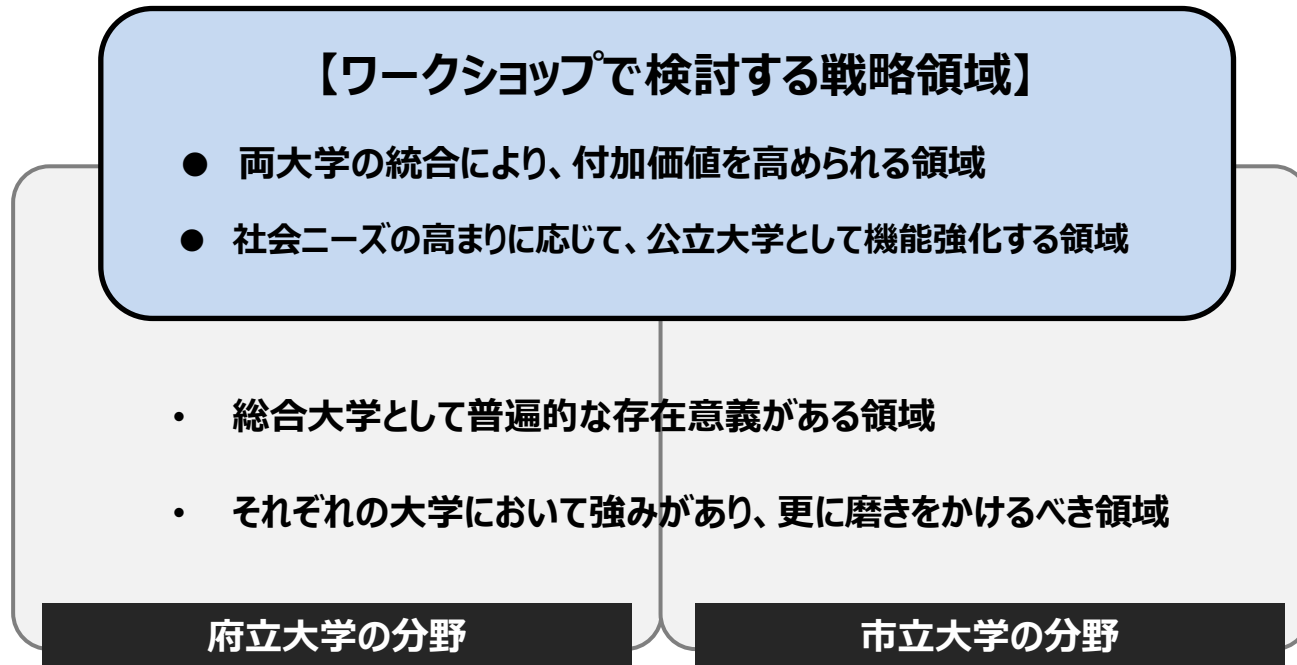 【ワークショップで検討する戦略領域】
● 両大学の統合により、付加価値を高められる領域
● 社会ニーズの高まりに応じて、公立大学として機能強化する領域
・ 総合大学として普遍的な存在意義がある領域
・ それぞれの大学において強みがあり、更に磨きをかけるべき領域
府立大学の分野
市立大学の分野